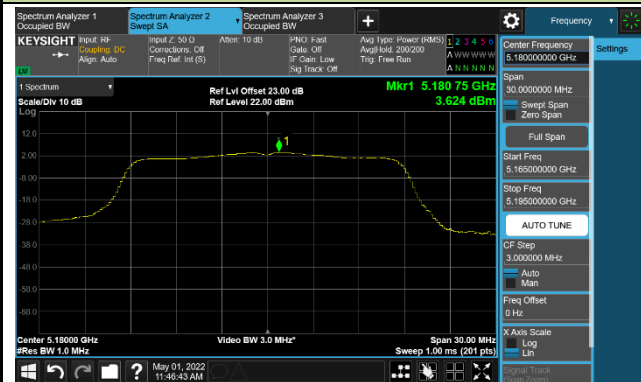 Spectrum Analyzer 1
Occupied BW
Spectrum Analyzer 2
Swept SA
Spectrum Analyzer 3
Occupied BW
+
Frequency
KEYSIGHT
Input: RF
Coupling: DC
Align: Auto
Input Z: 50 Ω
Corrections: Off
Freq Ref: Int (S)
Atten: 10 dB
PNO: Fast
Gate: Off
IF Gain: Low
Sig Track: Off
Avg Type: Power (RMS)
Avg|Hold: 200/200
Trig: Free Run
1 2 3 4 5 6
A W W W W W
A N N N N N
1 Spectrum
Scale/Div 10 dB
Log
Ref Lvl Offset 23.00 dB
Ref Level 22.00 dBm
Mkr1 5.180 75 GHz
3.624 dBm
1
12.0
2.00
-8.00
-18.0
-28.0
-38.0
-48.0
-58.0
-68.0
Center 5.18000 GHz
#Res BW 1.0 MHz
Video BW 3.0 MHz*
Span 30.00 MHz
Sweep 1.00 ms (201 pts)
Center Frequency
5.180000000 GHz
Settings
Span
30.0000000 MHz
Swept Span
Zero Span
Full Span
Start Freq
5.165000000 GHz
Stop Freq
5.195000000 GHz
AUTO TUNE
CF Step
3.000000 MHz
Auto
Man
Freq Offset
0 Hz
X Axis Scale
Log
Lin
Signal Track
(Span Zoom)
?
May 01, 2022
11:46:43 AM